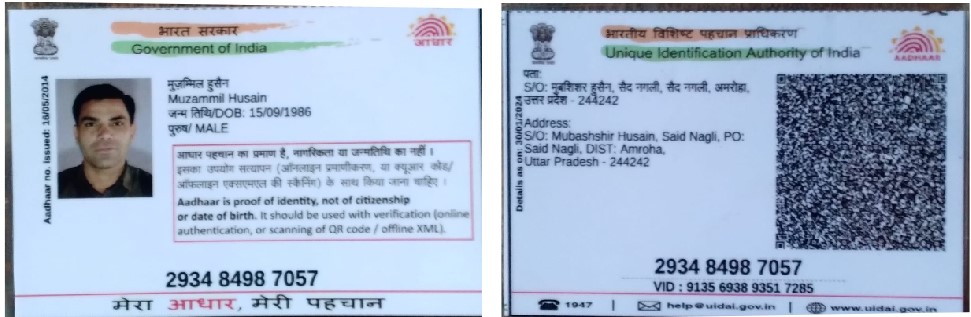 भारत सरकार
Government of India
आधार
Aadhaar no. issued: 16/05/2014
मुज़म्मिल हुसैन
Muzammil Husain
जन्म तिथि/DOB: 15/09/1986
पुरुष/ MALE
आधार पहचान का प्रमाण है, नागरिकता या जन्मतिथि का नहीं ।
इसका उपयोग सत्यापन (ऑनलाइन प्रमाणीकरण, या क्यूआर कोड/
ऑफ़लाइन एक्सएमएल की स्कैनिंग) के साथ किया जाना चाहिए ।
Aadhaar is proof of identity, not of citizenship
or date of birth. It should be used with verification (online
authentication, or scanning of QR code / offline XML).
2934 8498 7057
मेरा आधार, मेरी पहचान
भारतीय विशिष्ट पहचान प्राधिकरण
Unique Identification Authority of India
AADHAAR
Details as on: 30/01/2024
पता:
S/O: मुबशिशर हुसैन, सैद नगली, सैद नगली, अमरोहा,
उत्तर प्रदेश - 244242
Address:
S/O: Mubashshir Husain, Said Nagli, PO:
Said Nagli, DIST: Amroha,
Uttar Pradesh - 244242
2934 8498 7057
VID : 9135 6938 9351 7285
1947 | help@uidai.gov.in | www.uidai.gov.in